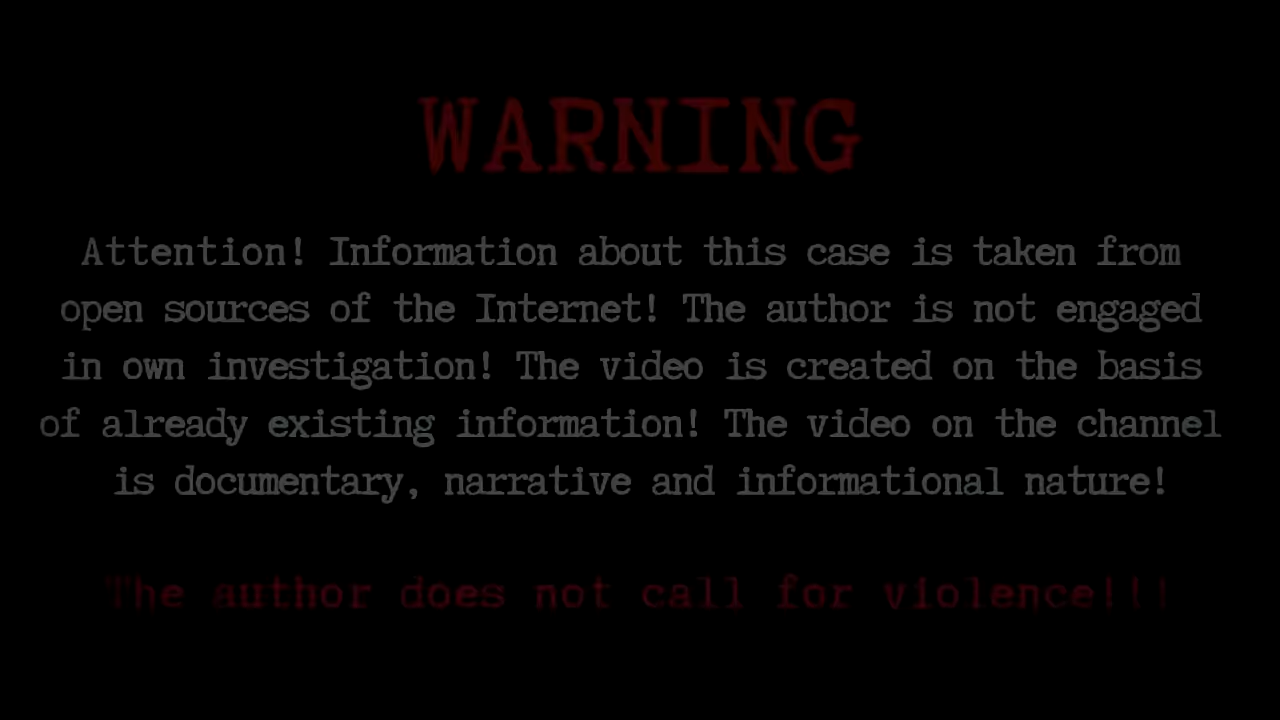 WARNING
Attention! Information about this case is taken from
open sources of the Internet! The author is not engaged
in own investigation! The video is created on the basis
of already existing information! The video on the channel
is documentary, narrative and informational nature!
The author does not call for violence!!!